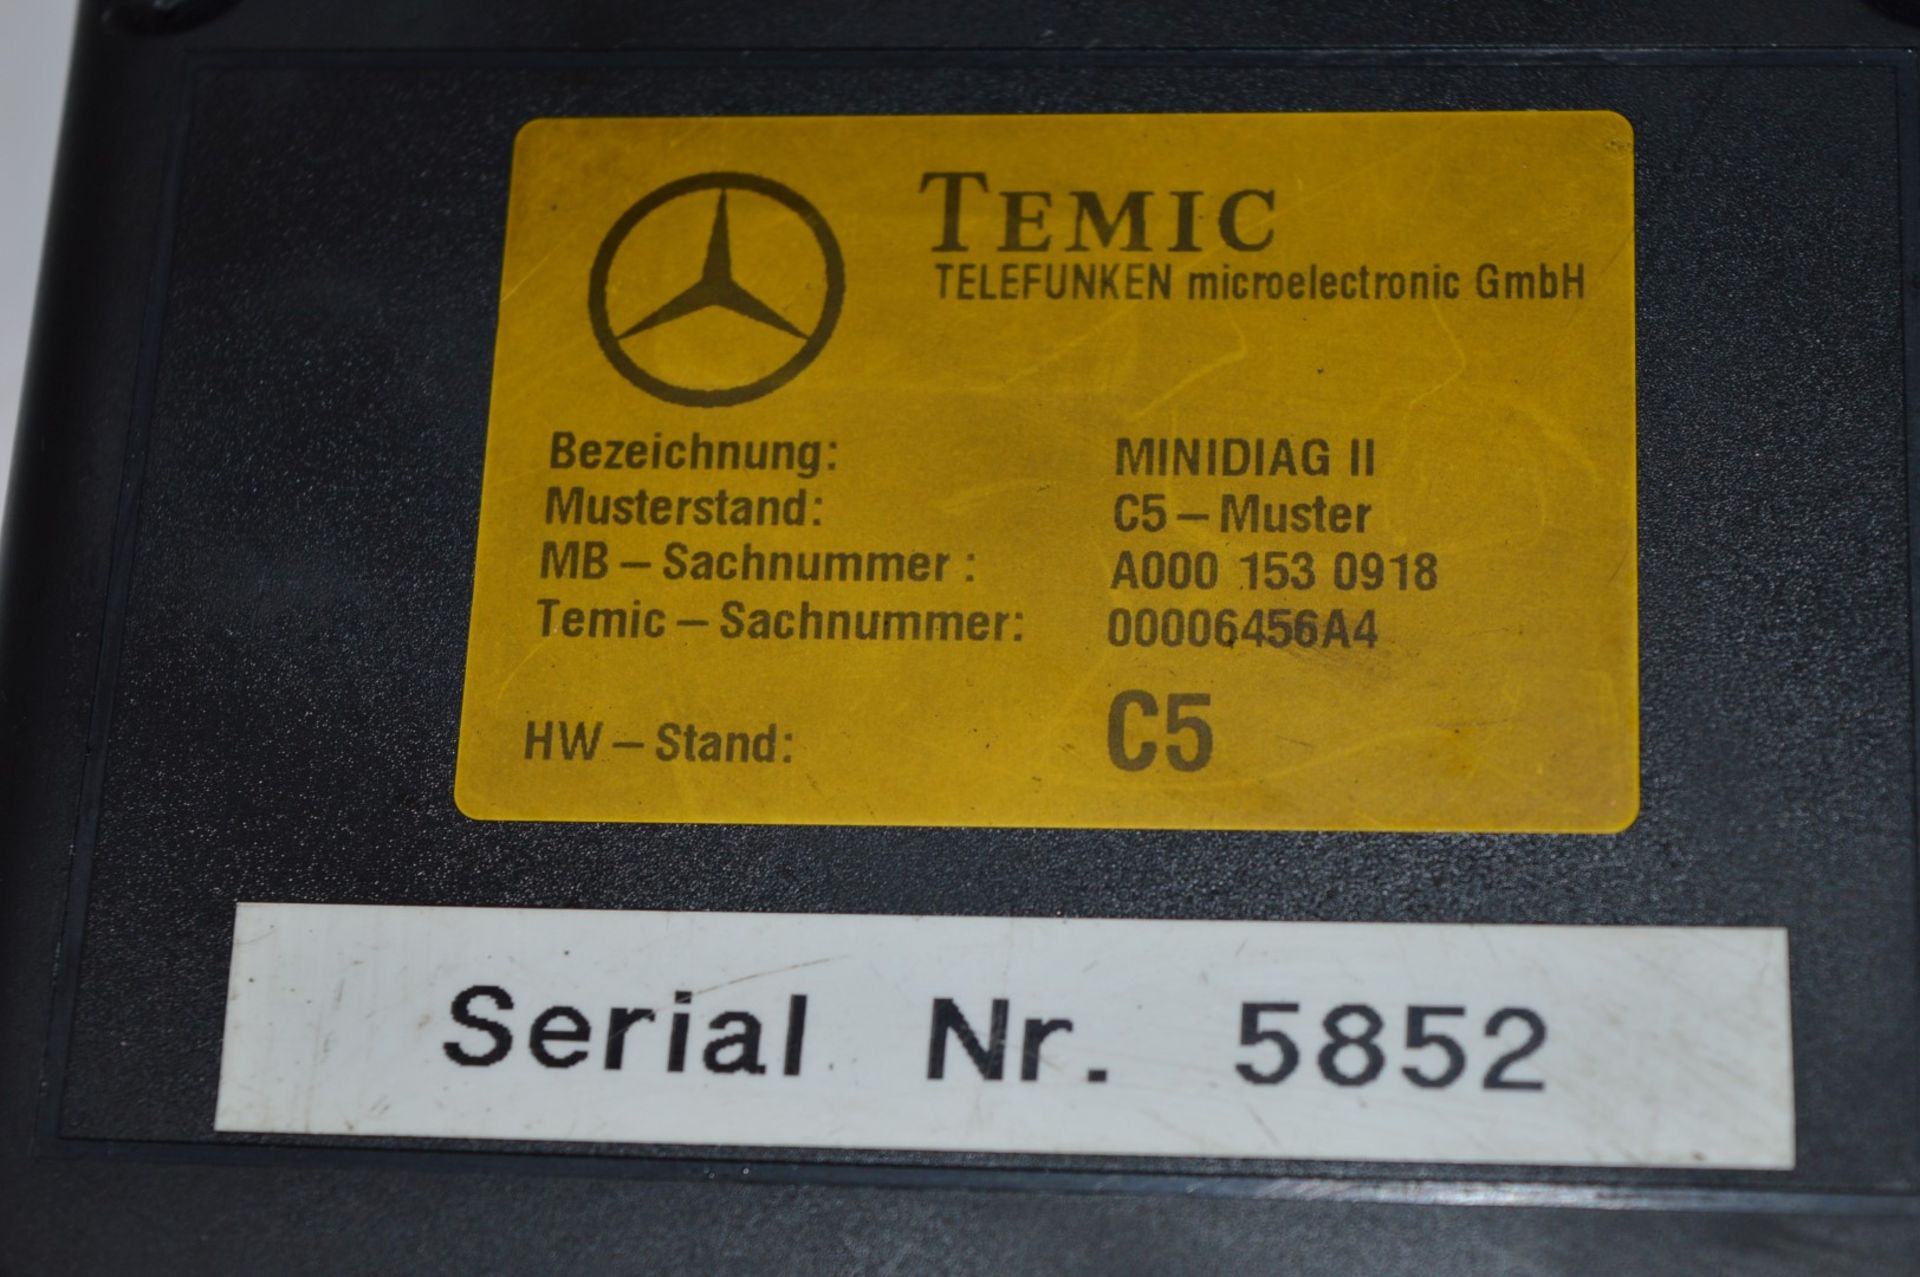 TEMIC
TELEFUNKEN microelectronic GmbH
Bezeichnung: MINIDIAG II
Musterstand: C5 – Muster
MB – Sachnummer : A000 153 0918
Temic – Sachnummer: 00006456A4
HW – Stand: C5
Serial Nr. 5852